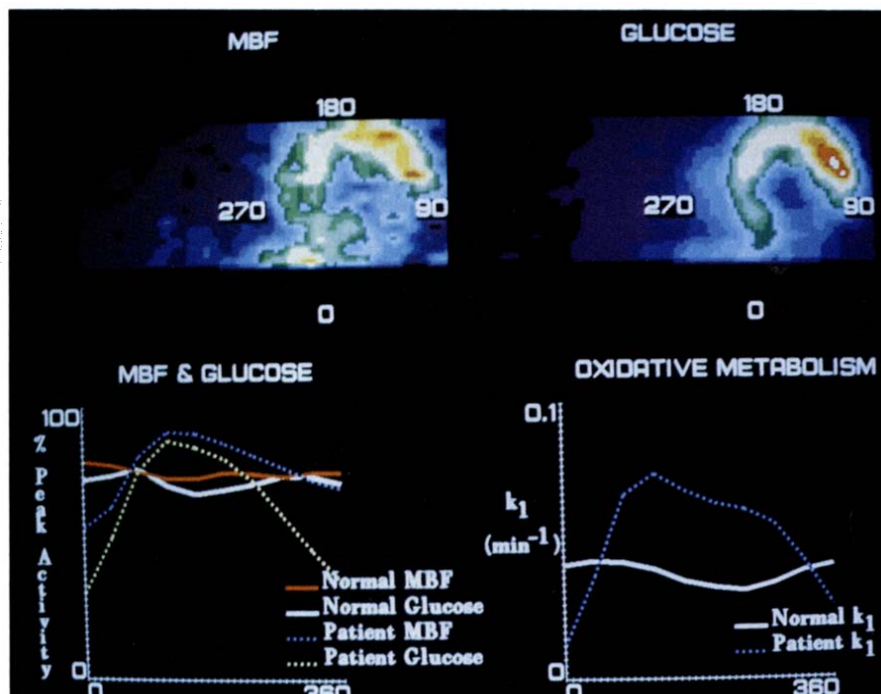 MBF
GLUCOSE
180
180
270
90
270
90
0
0
MBF & GLUCOSE
OXIDATIVE METABOLISM
100
% Peak Activity
0
Normal MBF
Normal Glucose
Patient MBF
Patient Glucose
0
360
0.1
k1
(min-1)
0
Normal k1
Patient k1
0
360